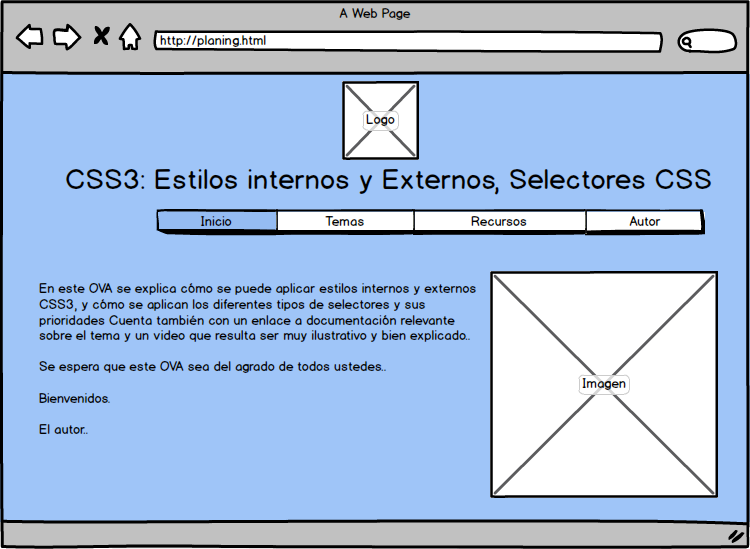 A Web Page
http://planing.html
Logo
CSS3: Estilos internos y Externos, Selectores CSS
Inicio Temas Recursos Autor
En este OVA se explica cómo se puede aplicar estilos internos y externos
CSS3, y cómo se aplican los diferentes tipos de selectores y sus
prioridades Cuenta también con un enlace a documentación relevante
sobre el tema y un video que resulta ser muy ilustrativo y bien explicado..
Se espera que este OVA sea del agrado de todos ustedes..
Bienvenidos.
El autor..
Imagen